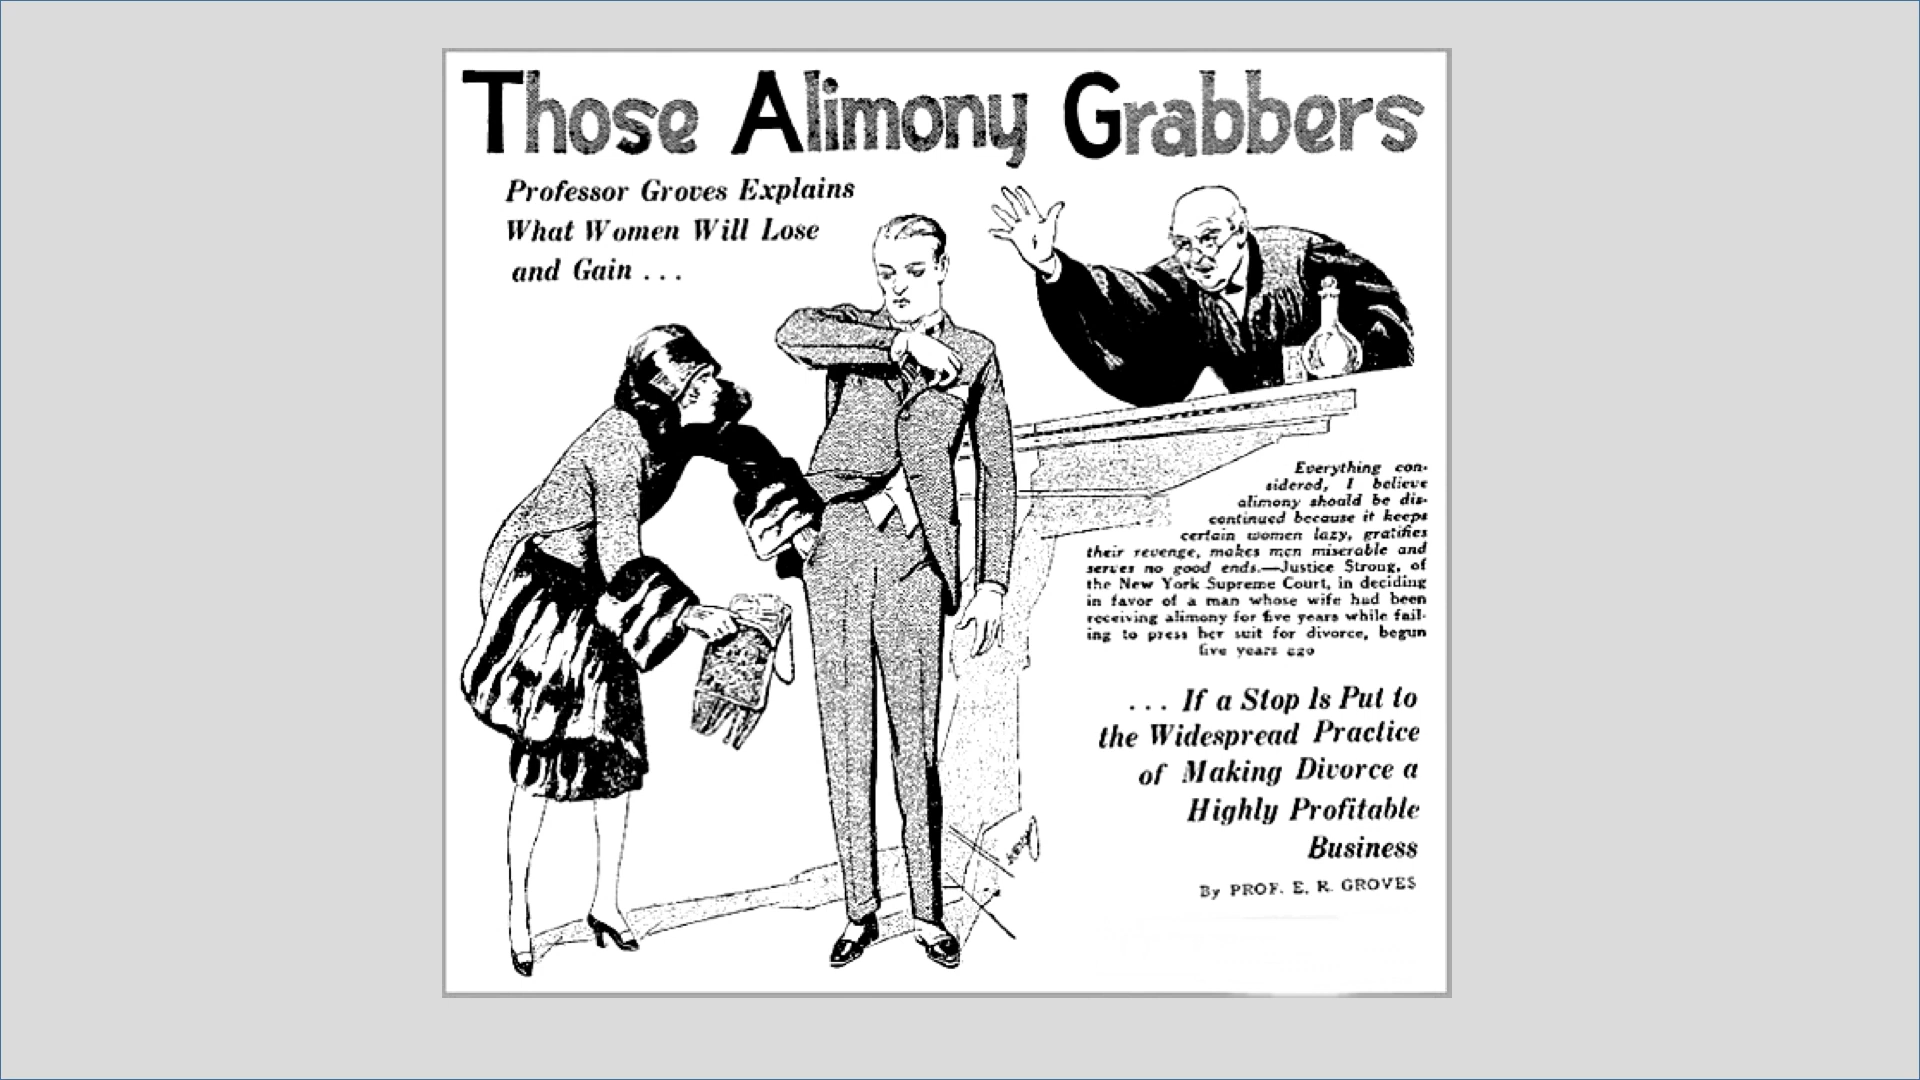 Those Alimony Grabbers
Professor Groves Explains
What Women Will Lose
and Gain ...
Everything con-
sidered, I believe
alimony should be dis-
continued because it keeps
certain women lazy, gratifies
their revenge, makes men miserable and
serves no good ends.—Justice Strong, of
the New York Supreme Court, in deciding
in favor of a man whose wife had been
receiving alimony for five years while fail-
ing to press her suit for divorce, begun
five years ago
... If a Stop Is Put to
the Widespread Practice
of Making Divorce a
Highly Profitable
Business
By PROF. E. R. GROVES